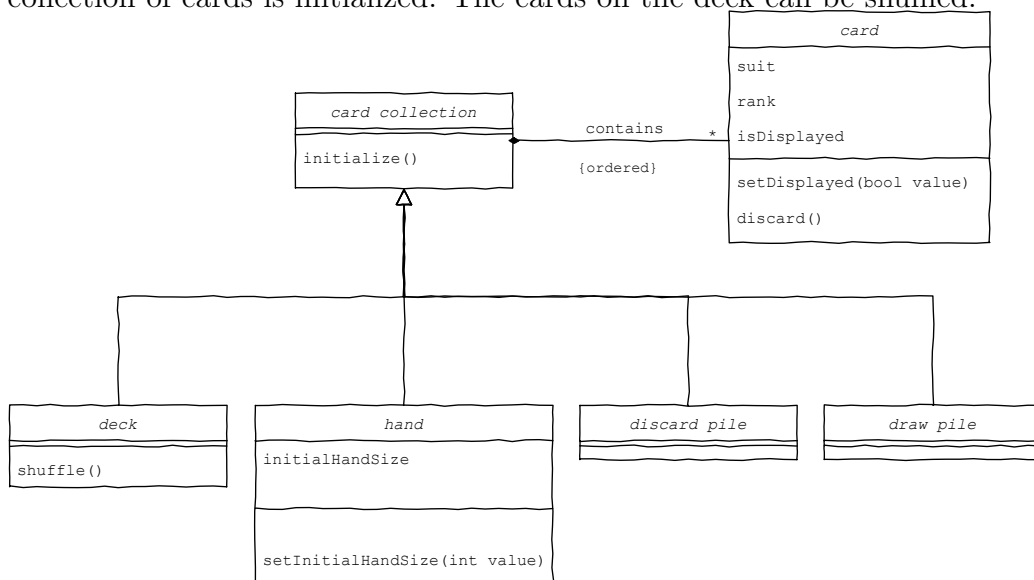 collection of cards is initialized. The cards on the deck can be shuffled.
card
suit
rank
isDisplayed
setDisplayed(bool value)
discard()
card collection
initialize()
contains
*
{ordered}
deck
shuffle()
hand
initialHandSize
setInitialHandSize(int value)
discard pile
draw pile